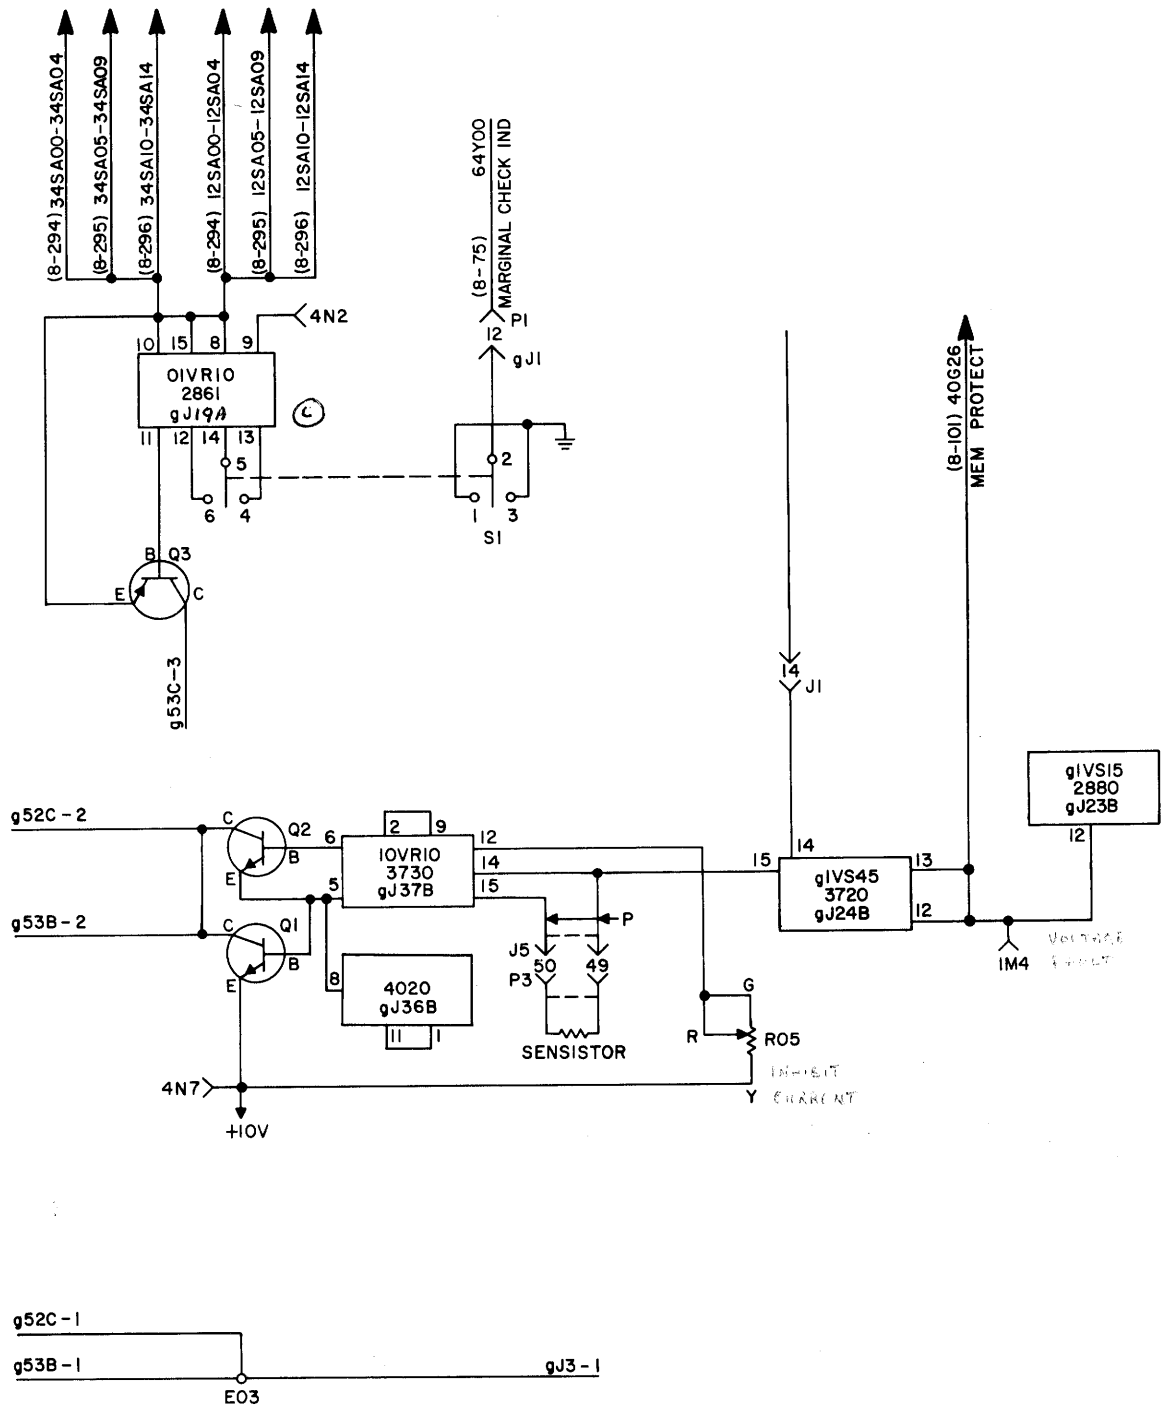 (8-294) 34SA00-34SA04
(8-295) 34SA05-34SA09
(8-296) 34SA10-34SA14
(8-294) 12SA00-12SA04
(8-295) 12SA05-12SA09
(8-296) 12SA10-12SA14
(8-75) 64Y00
MARGINAL CHECK IND
P1
12
gJ1
4N2
10 15 8 9
01VR10
2861
gJ19A
C
11 12 14 13
5
6 4
2
1 3
S1
B Q3
E C
g53C-3
(8-101) 40G26
MEM PROTECT
14
J1
g52C-2
C Q2
B
E
g53B-2
C Q1
B
E
2 9
6 12
10VR10
3730
gJ37B
14
5 15
8
4020
gJ36B
11 1
P
J5
50 49
P3
SENSISTOR
14
15 13
g1VS45
3720
gJ24B
12
g1VS15
2880
gJ23B
12
1M4
VOLTAGE
FAULT
G
R R05
Y
INHIBIT
CURRENT
4N7
+10V
g52C-1
g53B-1 gJ3-1
E03